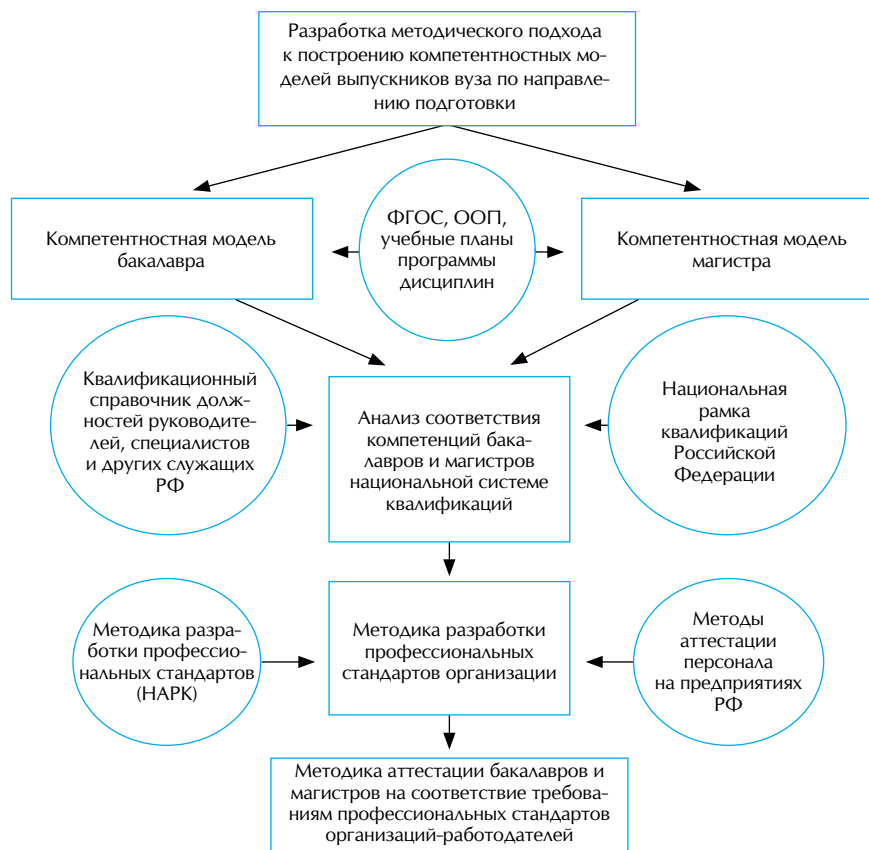 Разработка методического подхода
к построению компетентностных мо-
делей выпускников вуза по направле-
нию подготовки
Компетентностная модель
бакалавра
ФГОС, ООП,
учебные планы
программы
дисциплин
Компетентностная модель
магистра
Квалификационный
справочник долж-
ностей руководите-
лей, специалистов
и других служащих
РФ
Анализ соответствия
компетенций бака-
лавров и магистров
национальной системе
квалификаций
Национальная
рамка
квалификаций
Российской
Федерации
Методика разра-
ботки профессио-
нальных стандартов
(НАРК)
Методика разработки
профессиональных
стандартов организации
Методы
аттестации
персонала
на предприятиях
РФ
Методика аттестации бакалавров и
магистров на соответствие требова-
ниям профессиональных стандартов
организаций-работодателей